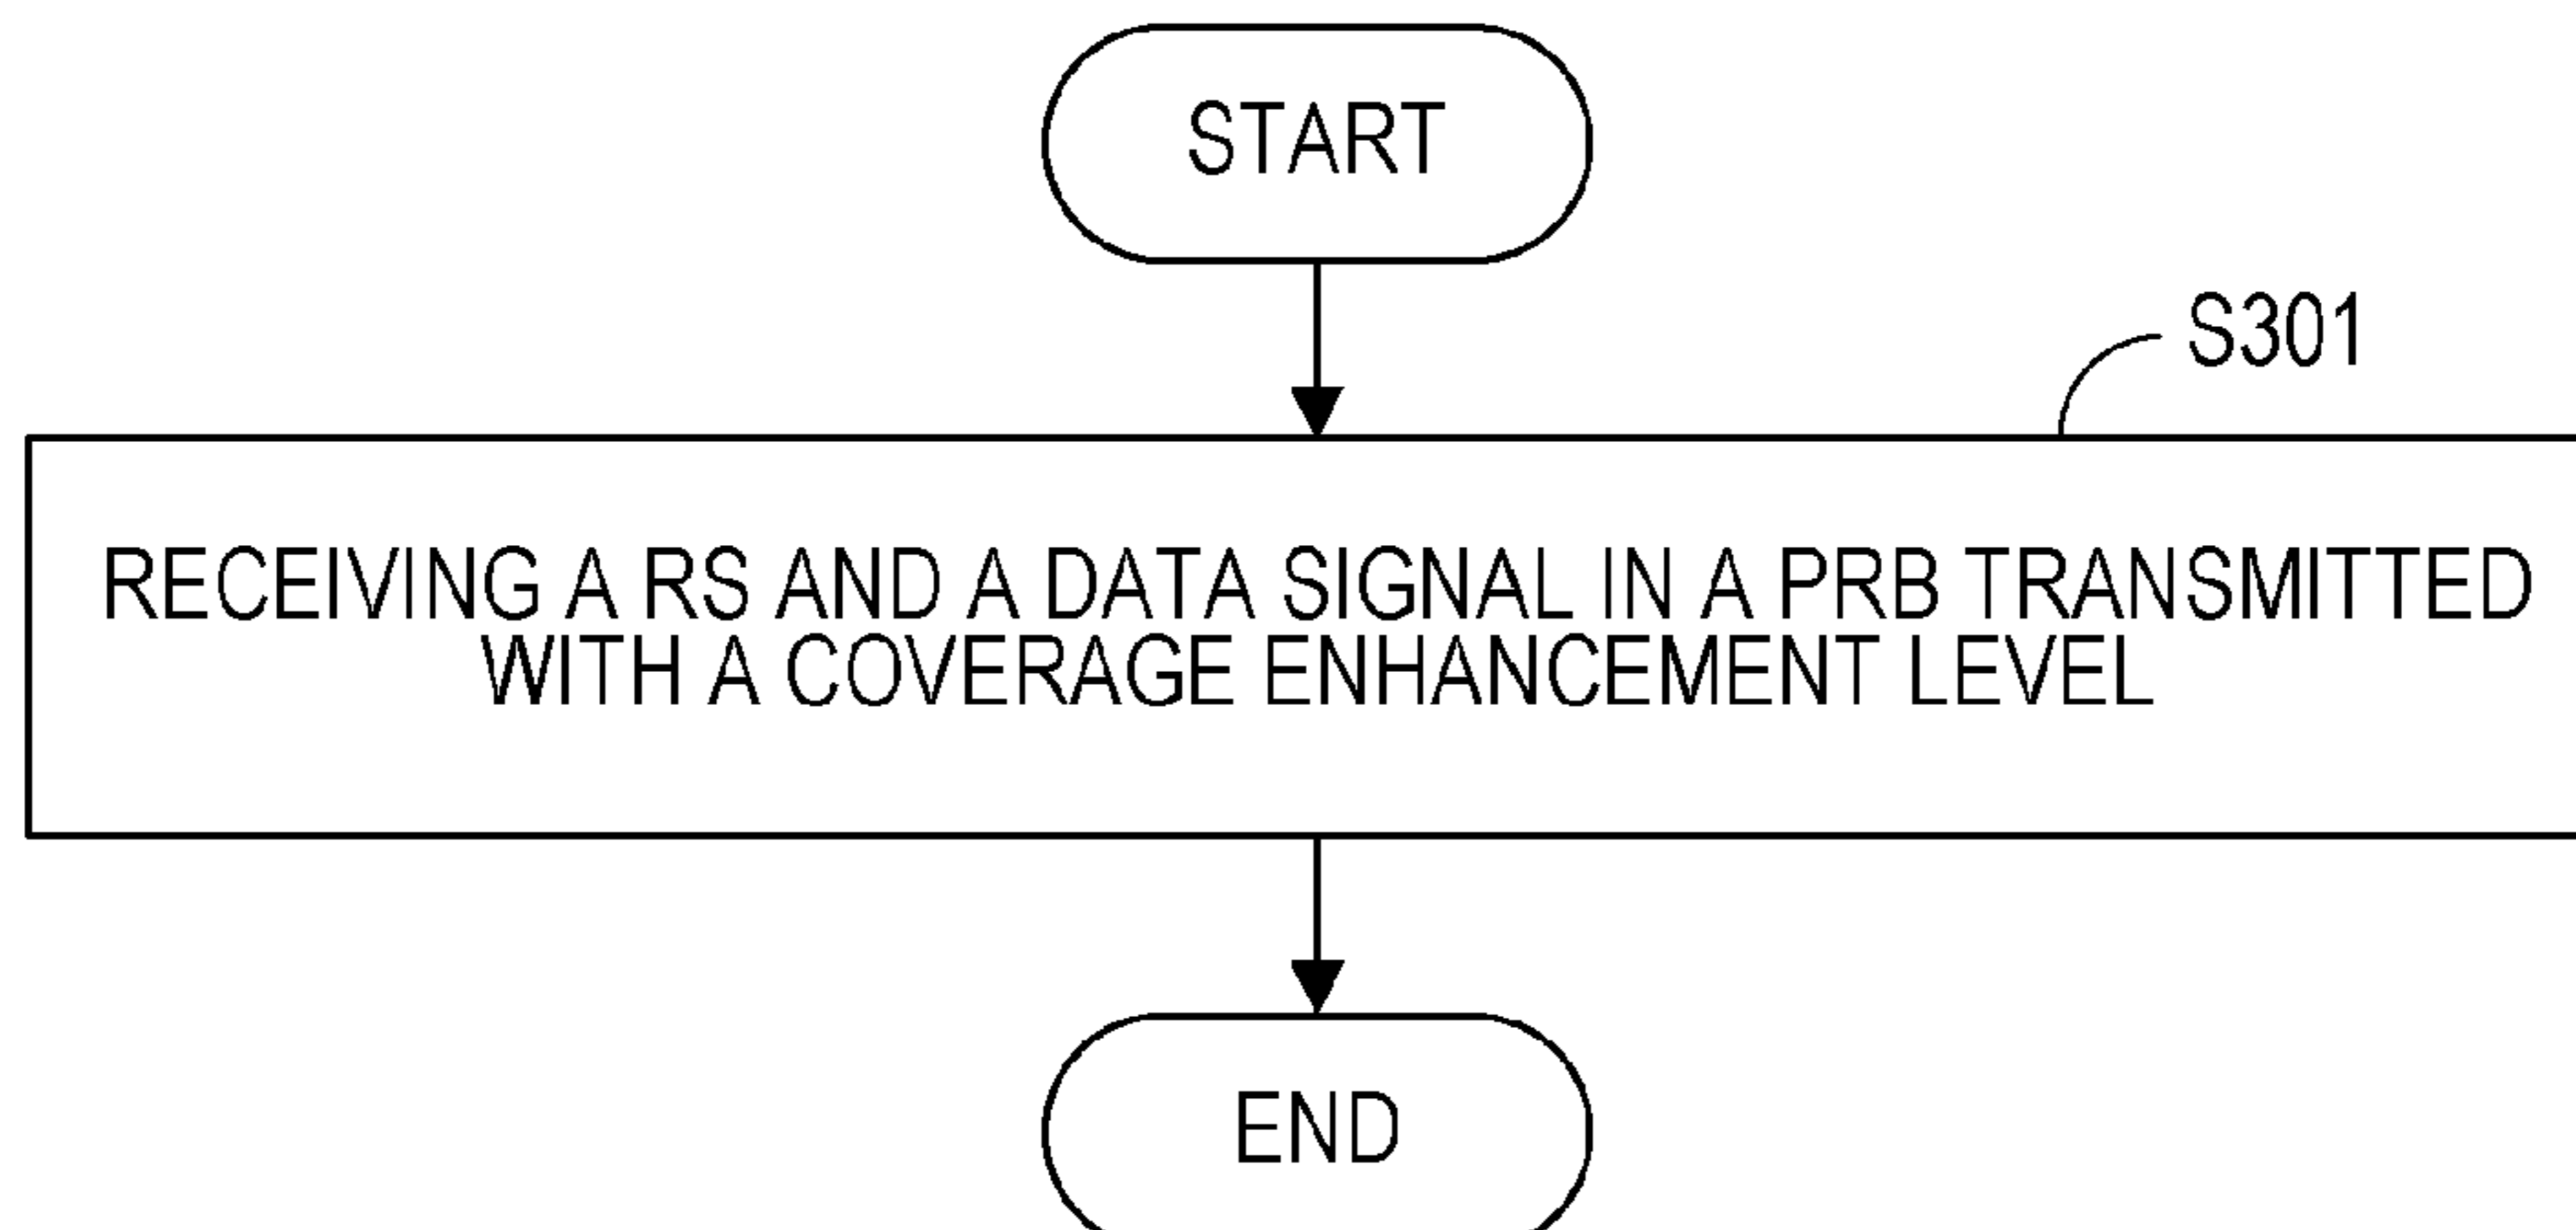 START
S301
RECEIVING A RS AND A DATA SIGNAL IN A PRB TRANSMITTED
WITH A COVERAGE ENHANCEMENT LEVEL
END